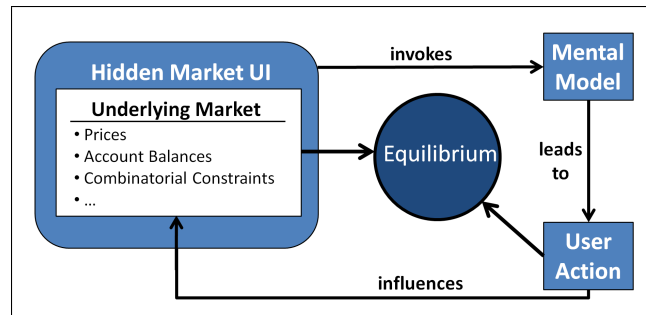 Hidden Market UI
Underlying Market
• Prices
• Account Balances
• Combinatorial Constraints
• ...
invokes
Mental
Model
Equilibrium
leads
to
User
Action
influences